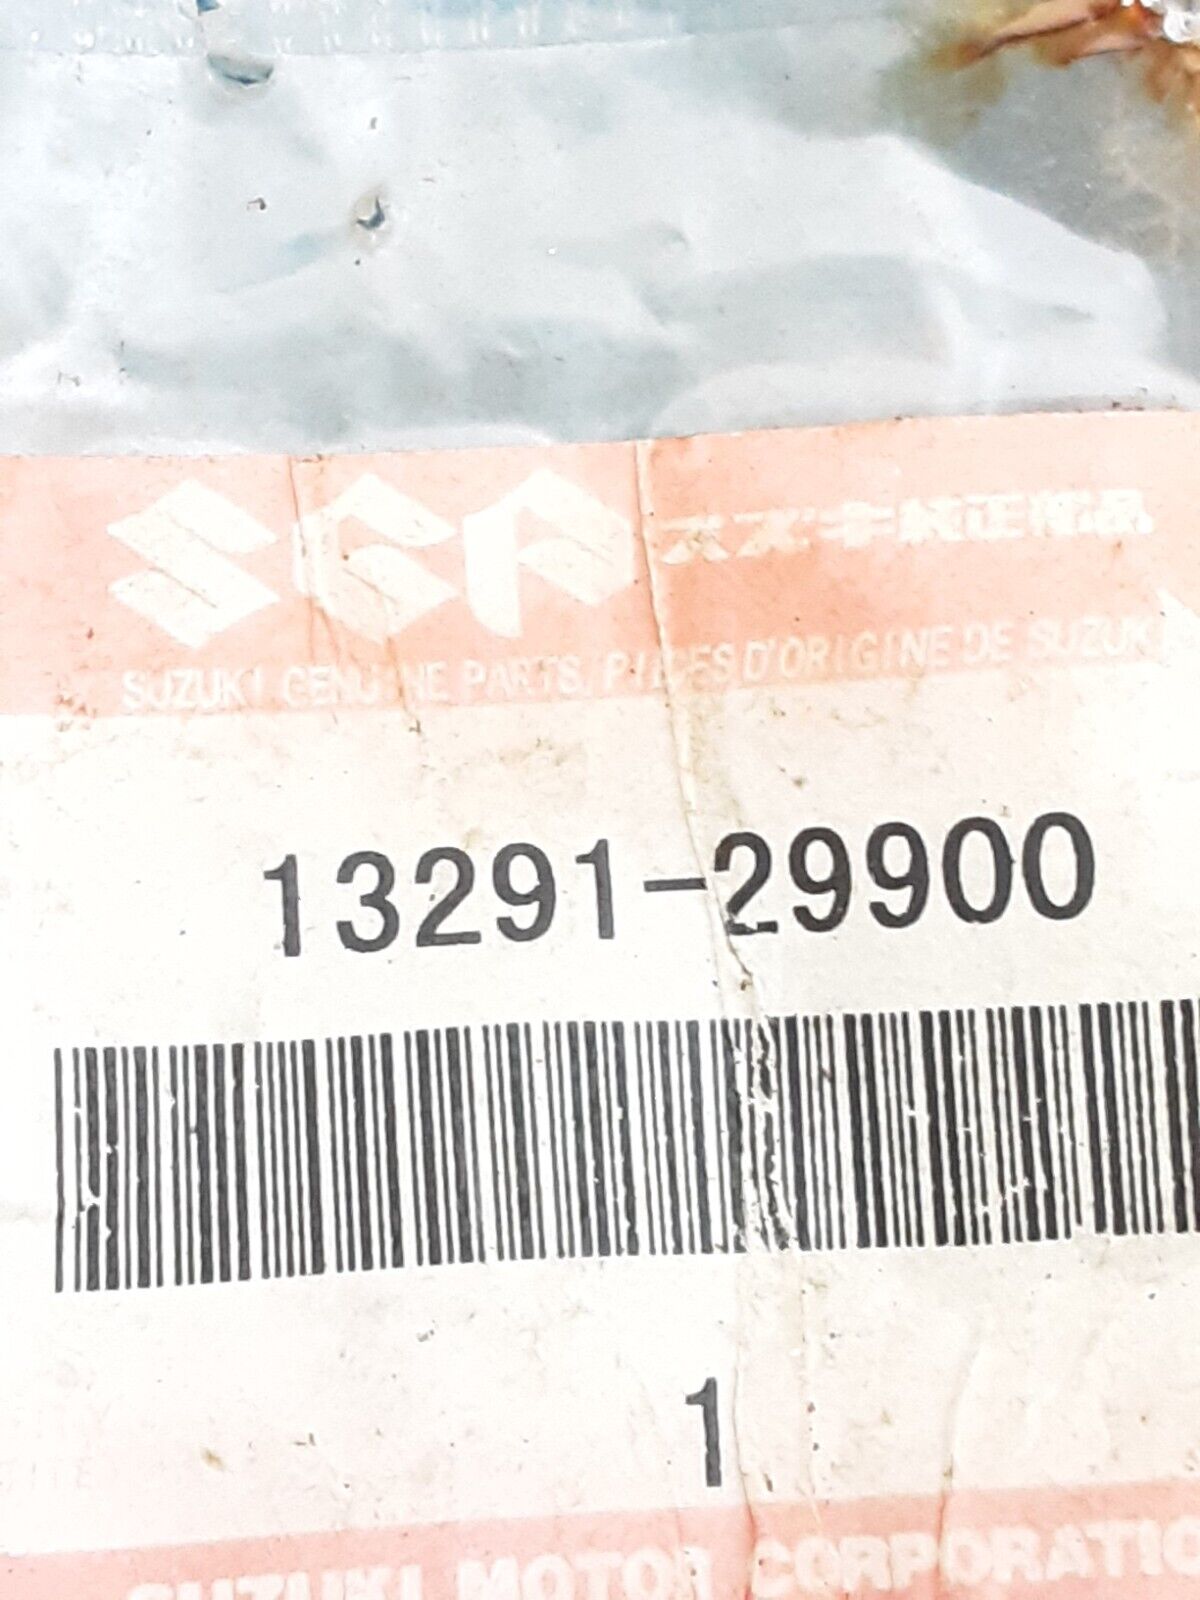 SGP スズキ純正部品
SUZUKI GENUINE PARTS, PIECES D'ORIGINE DE SUZUKI
13291-29900
1
SUZUKI MOTOR CORPORATIO